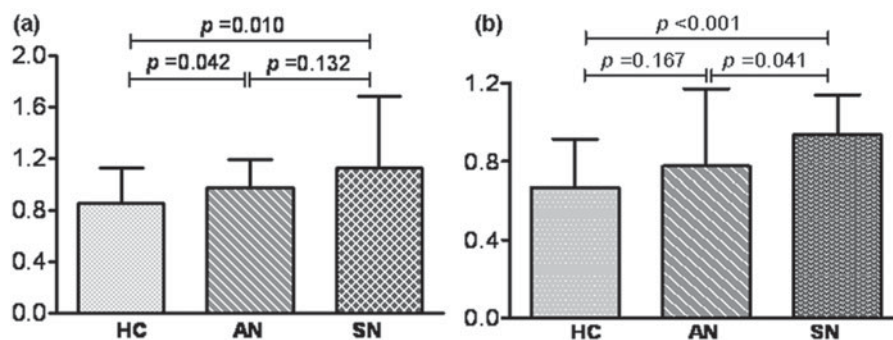 (a)
p =0.010
p =0.042
p =0.132
2.0
1.6
1.2
0.8
0.4
0.0
HC AN SN
(b)
p <0.001
p =0.167
p =0.041
1.2
0.8
0.4
0.0
HC AN SN